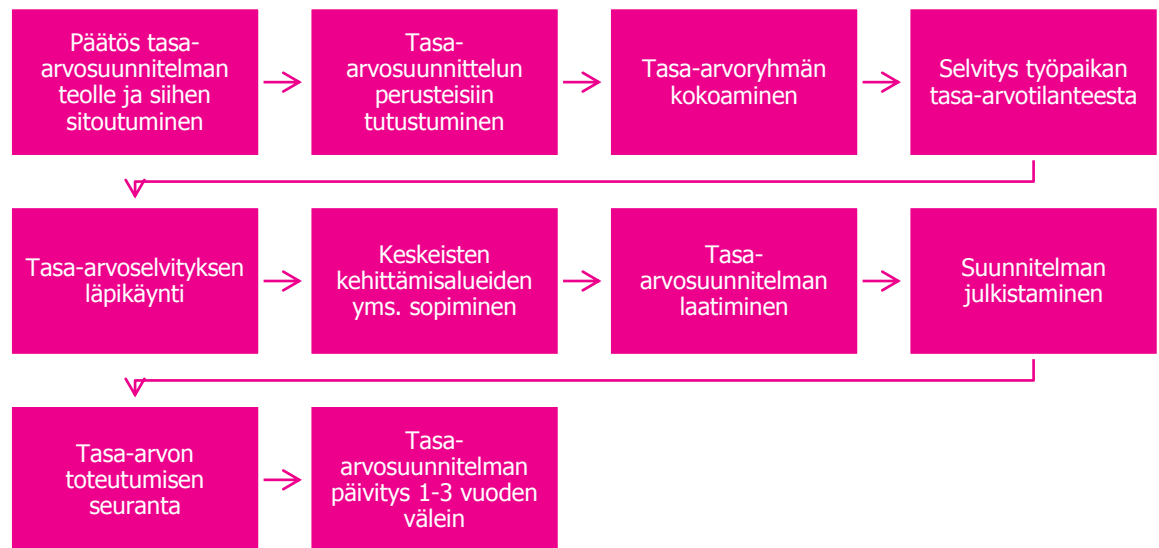 Päätös tasa-
arvosuunnitelman
teolle ja siihen
sitoutuminen
Tasa-
arvosuunnittelun
perusteisiin
tutustuminen
Tasa-arvoryhmän
kokoaminen
Selvitys työpaikan
tasa-arvotilanteesta
Tasa-arvoselvityksen
läpikäynti
Keskeisten
kehittämisalueiden
yms. sopiminen
Tasa-
arvosuunnitelman
laatiminen
Suunnitelman
julkistaminen
Tasa-arvon
toteutumisen
seuranta
Tasa-
arvosuunnitelman
päivitys 1-3 vuoden
välein